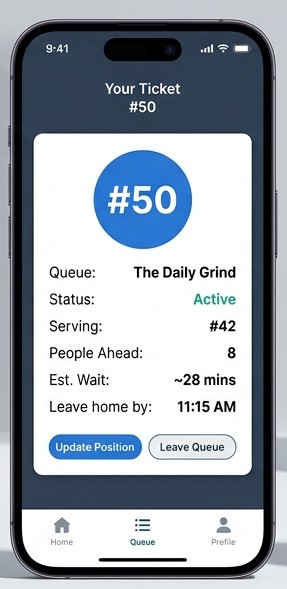 9:41
Your Ticket
#50
#50
Queue: The Daily Grind
Status: Active
Serving: #42
People Ahead: 8
Est. Wait: ~28 mins
Leave home by: 11:15 AM
Update Position Leave Queue
Home Queue Prefile